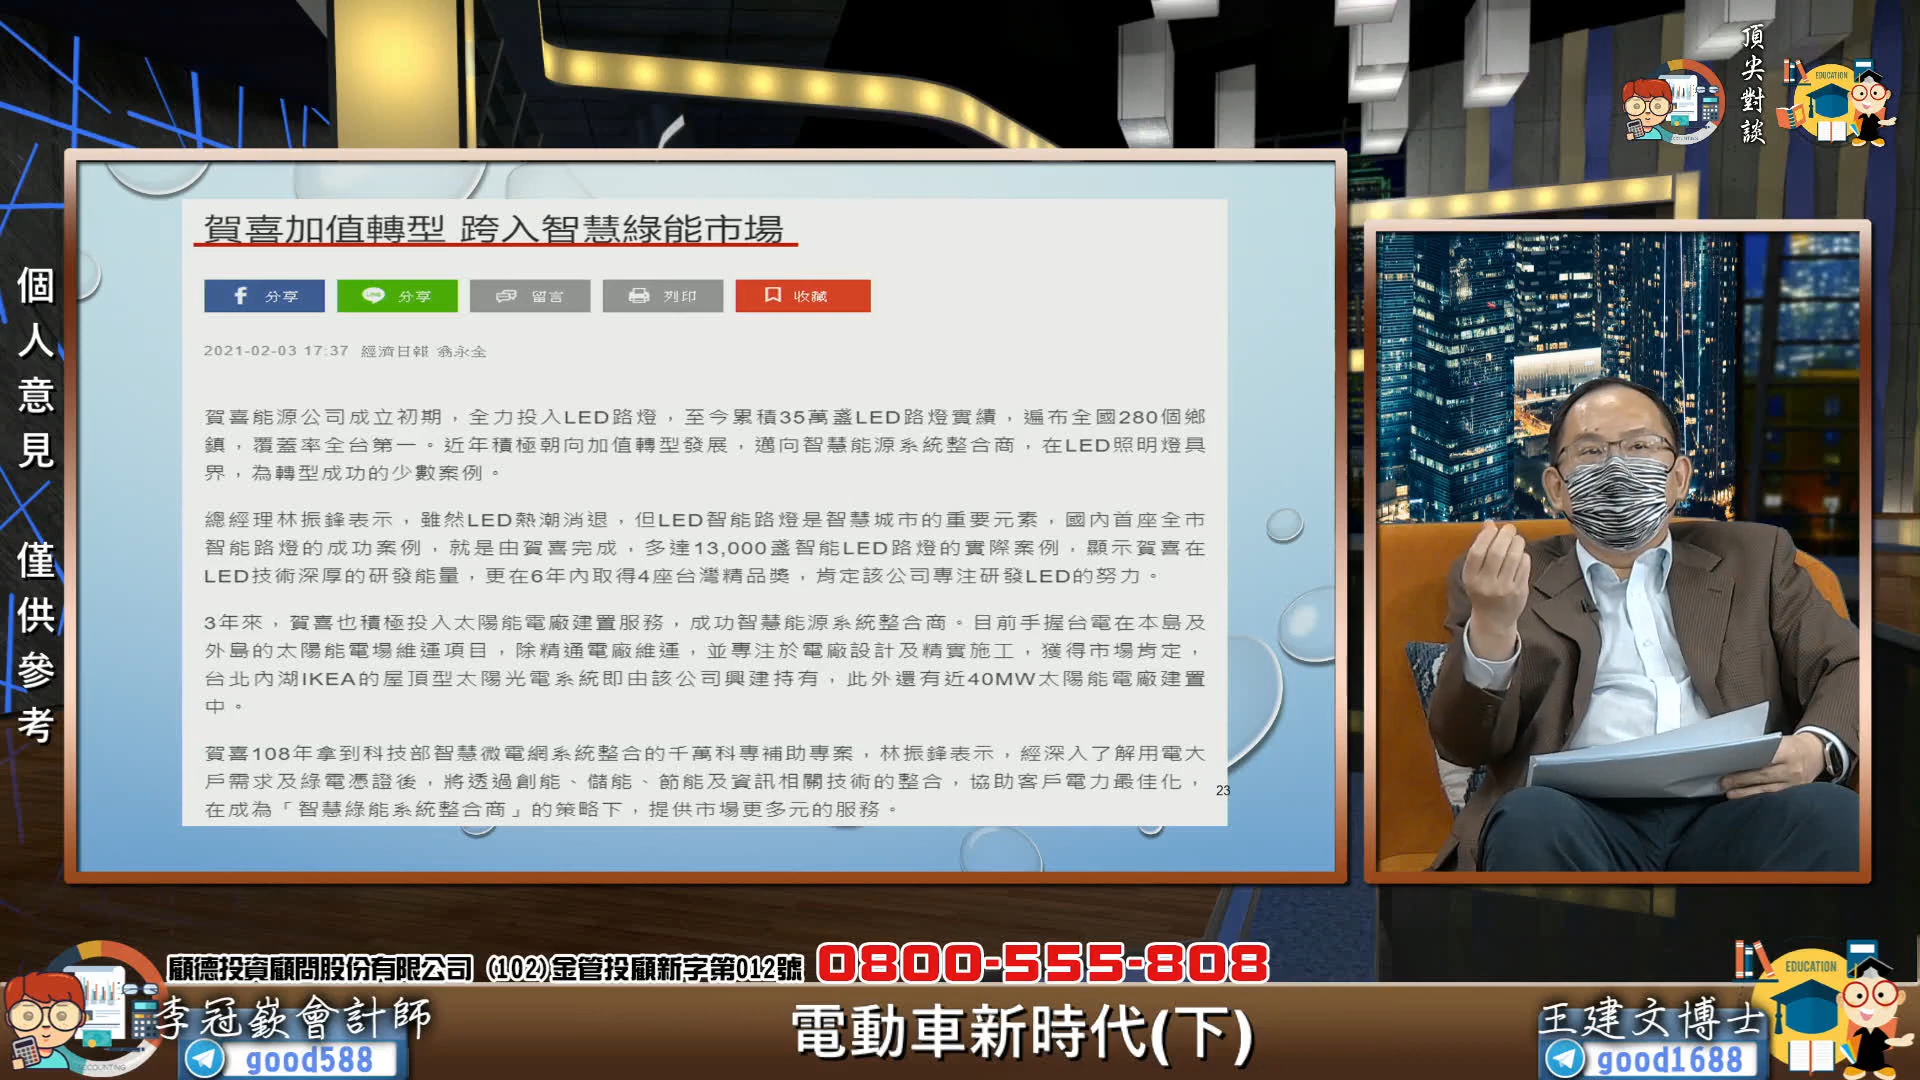 頂尖對談
EDUCATION
個人意見 僅供參考
賀喜加值轉型 跨入智慧綠能市場
分享
LINE 分享
留言
列印
收藏
2021-02-03 17:37 經濟日報 翁永全
賀喜能源公司成立初期，全力投入LED路燈，至今累積35萬盞LED路燈實績，遍布全國280個鄉
鎮，覆蓋率全台第一。近年積極朝向加值轉型發展，邁向智慧能源系統整合商，在LED照明燈具
界，為轉型成功的少數案例。
總經理林振鋒表示，雖然LED熱潮消退，但LED智能路燈是智慧城市的重要元素，國內首座全市
智能路燈的成功案例，就是由賀喜完成，多達13,000盞智能LED路燈的實際案例，顯示賀喜在
LED技術深厚的研發能量，更在6年內取得4座台灣精品獎，肯定該公司專注研發LED的努力。
3年來，賀喜也積極投入太陽能電廠建置服務，成功智慧能源系統整合商。目前手握台電在本島及
外島的太陽能電場維運項目，除精通電廠維運，並專注於電廠設計及精實施工，獲得市場肯定，
台北內湖IKEA的屋頂型太陽光電系統即由該公司興建持有，此外還有近40MW太陽能電廠建置
中。
賀喜108年拿到科技部智慧微電網系統整合的千萬科專補助專案，林振鋒表示，經深入了解用電大
戶需求及綠電憑證後，將透過創能、儲能、節能及資訊相關技術的整合，協助客戶電力最佳化，
在成為「智慧綠能系統整合商」的策略下，提供市場更多元的服務。
23
顧德投資顧問股份有限公司 (102)金管投顧新字第012號 0800-555-808
李冠嶔會計師
good588
ACCOUNTING
電動車新時代(下)
王建文博士
good1688
EDUCATION